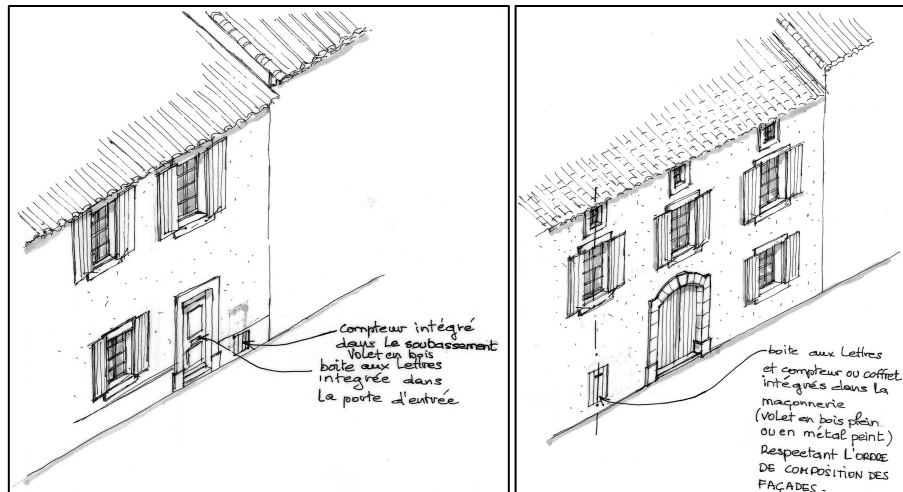 compteur intégré
dans Le soubassement
Volet en bois
boite aux Lettres
integrée dans
la porte d'entrée
boite aux Lettres
et compteur ou coffret
intégrés dans la
maçonnerie
(volet en bois plein
ou en métal peint)
Respectant L'ORDRE
DE COMPOSITION DES
FAÇADES.